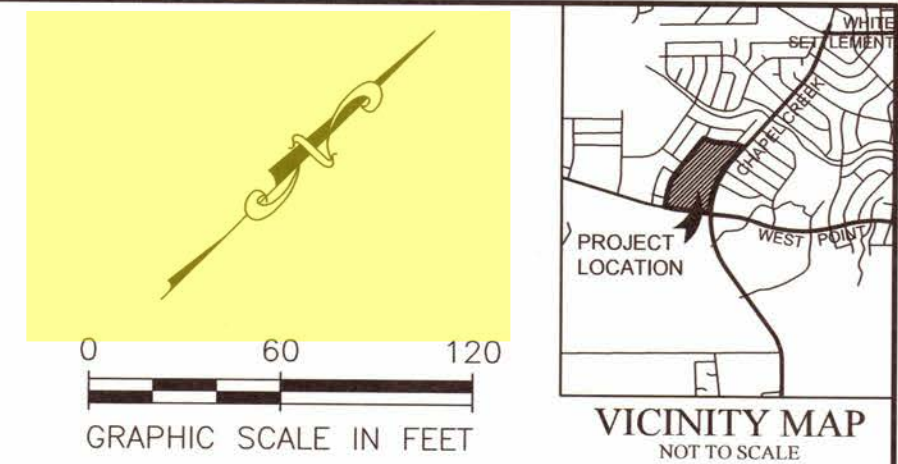 0 60 120
GRAPHIC SCALE IN FEET
WHITE
SETTLEMENT
CHAPEL CREEK
WEST POINT
PROJECT
LOCATION
VICINITY MAP
NOT TO SCALE